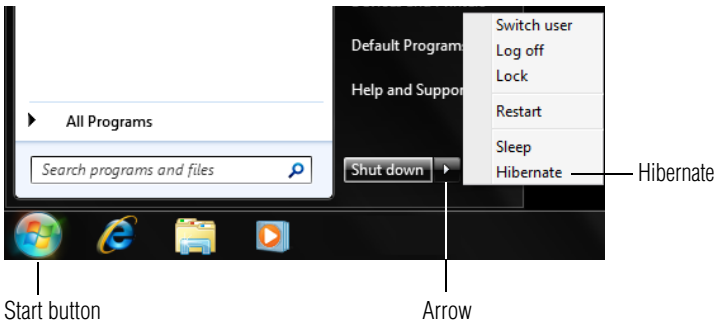 Switch user
Default Programs
Log off
Lock
Help and Suppor
Restart
All Programs
Sleep
Search programs and files
Shut down
Hibernate
Hibernate
Start button
Arrow